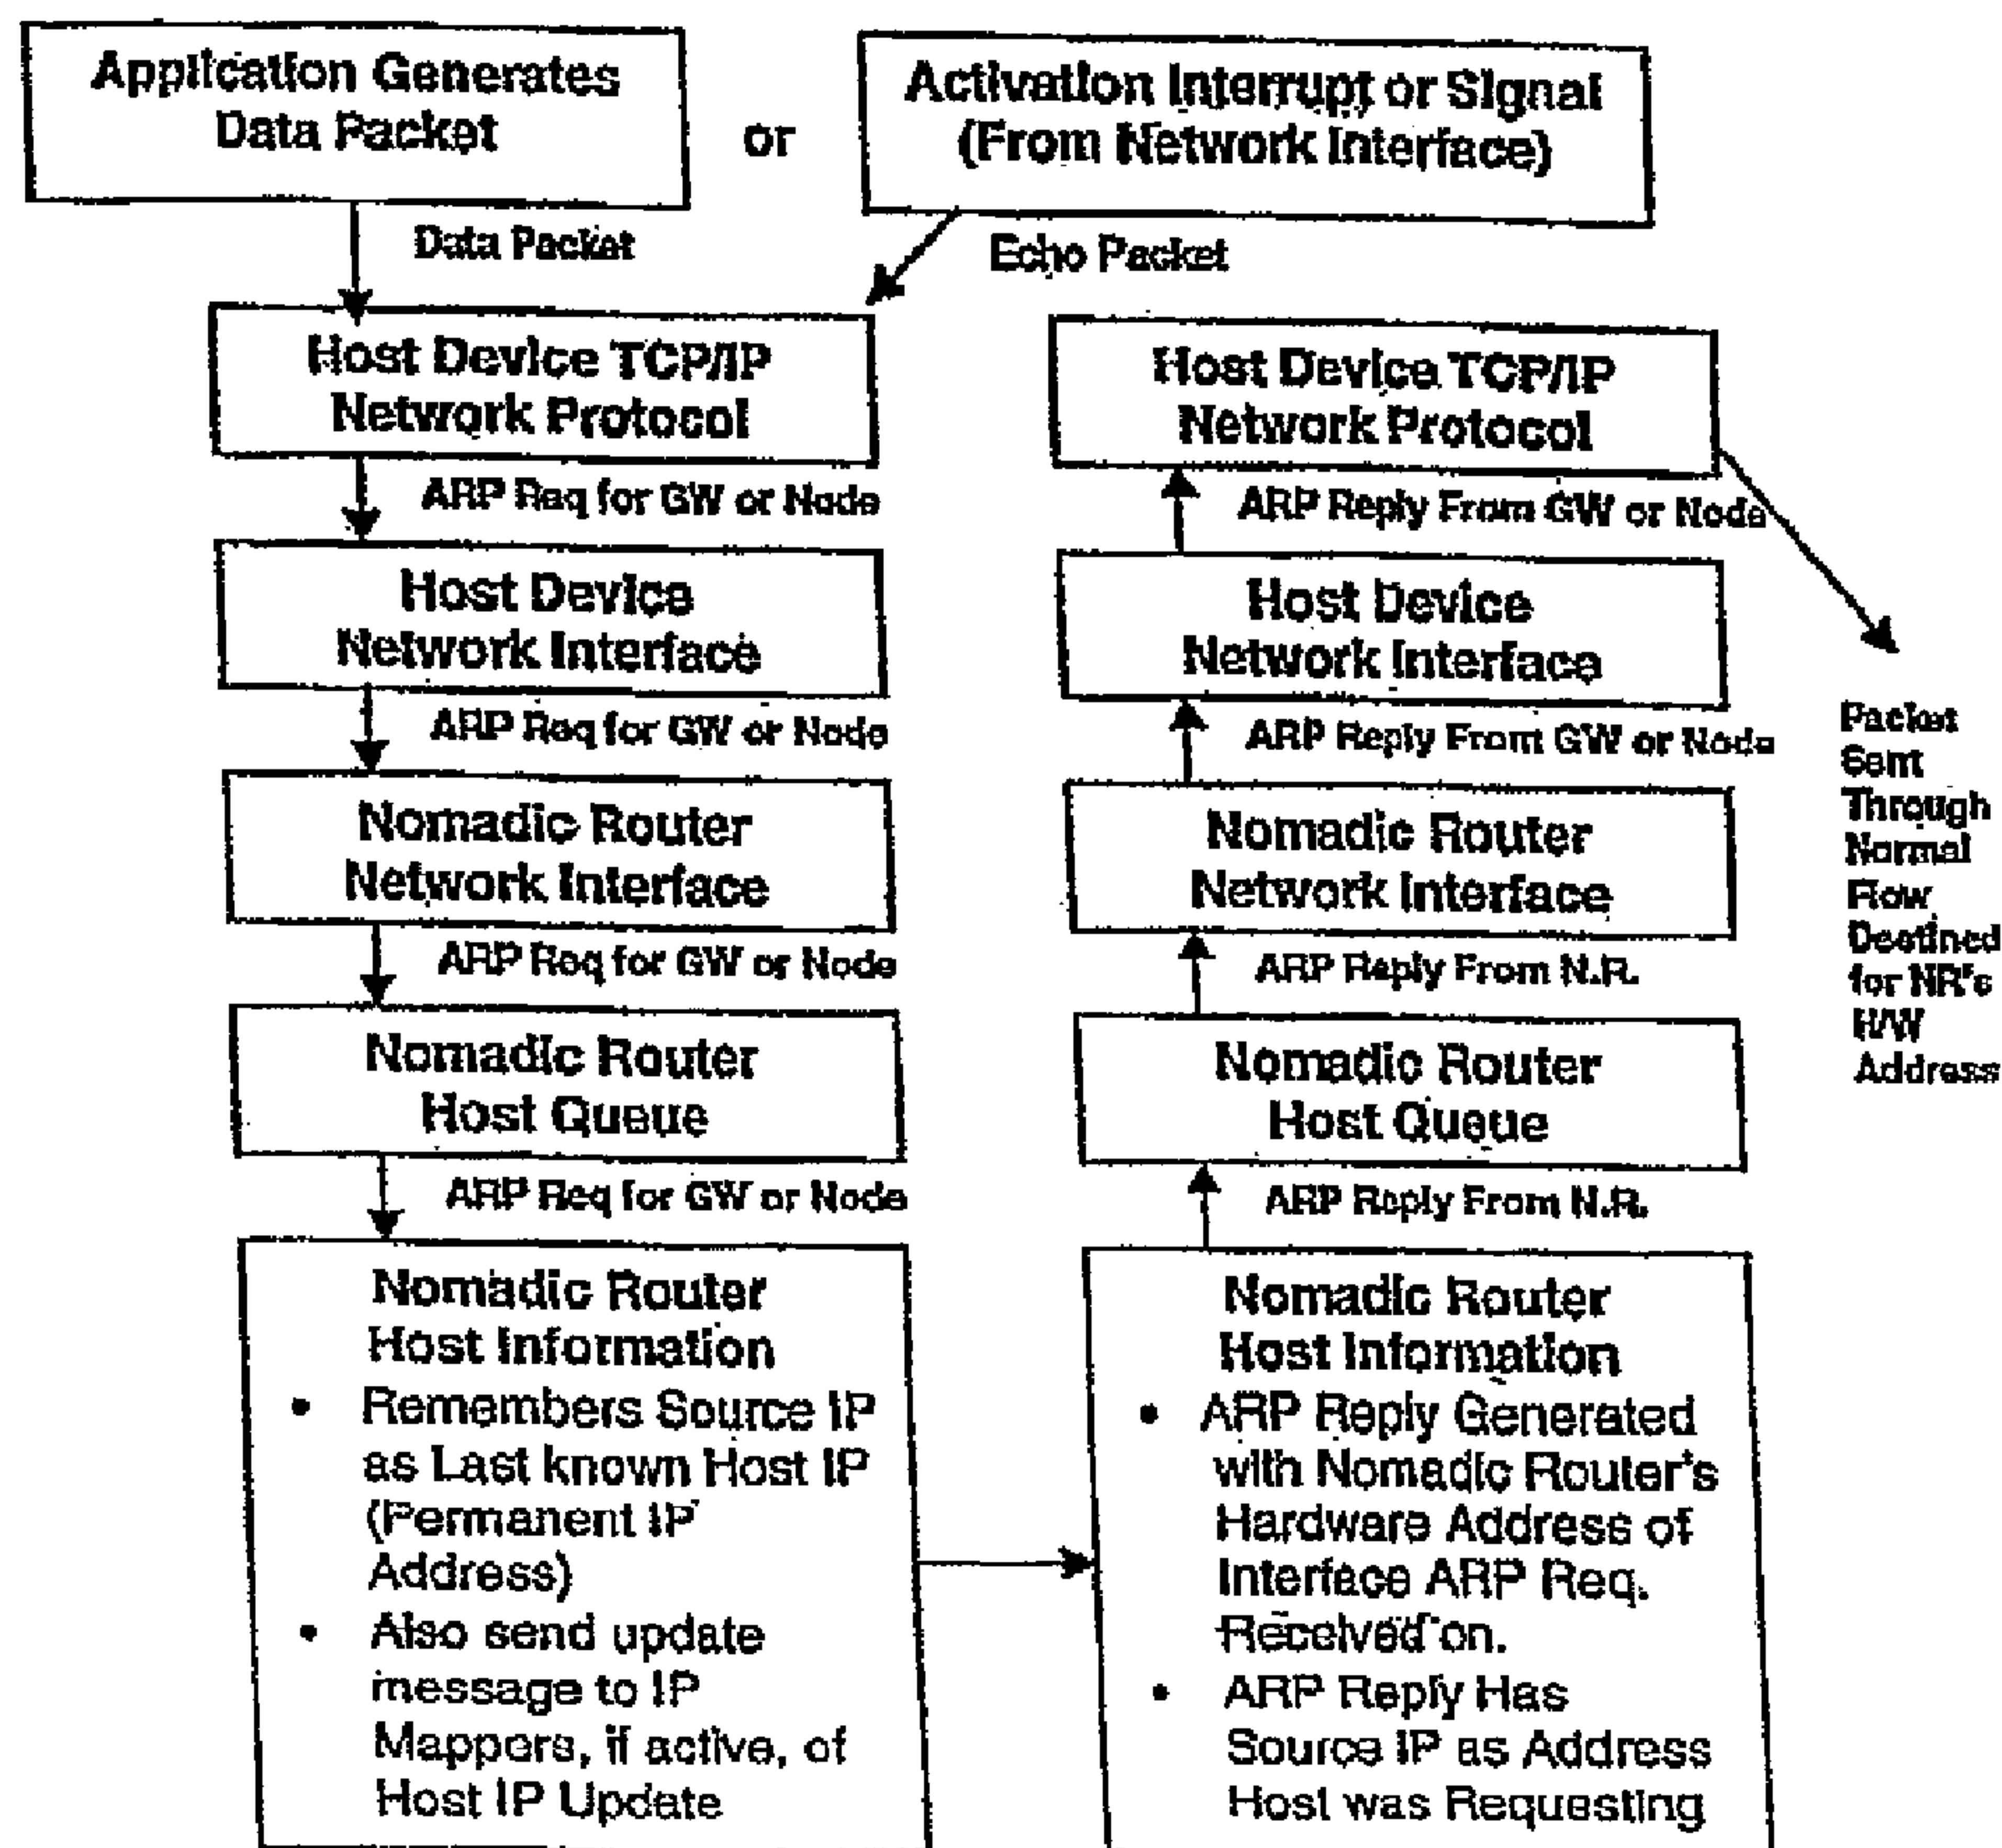 Application Generates
Data Packet
or
Activation Interrupt or Signal
(From Network Interface)
Data Packet
Echo Packet
Host Device TCP/IP
Network Protocol
ARP Req for GW or Node
Host Device
Network Interface
ARP Req for GW or Node
Nomadic Router
Network Interface
ARP Req for GW or Node
Nomadic Router
Host Queue
ARP Req for GW or Node
Nomadic Router
Host Information
• Remembers Source IP
as Last known Host IP
(Permanent IP
Address)
• Also send update
message to IP
Mappers, if active, of
Host IP Update
Host Device TCP/IP
Network Protocol
ARP Reply From GW or Node
Host Device
Network Interface
ARP Reply From GW or Node
Nomadic Router
Network Interface
ARP Reply From N.R.
Nomadic Router
Host Queue
ARP Reply From N.R.
Nomadic Router
Host Information
• ARP Reply Generated
with Nomadic Router's
Hardware Address of
Interface ARP Req.
Received on.
• ARP Reply Has
Source IP as Address
Host was Requesting
Packet
Sent
Through
Normal
Flow
Destined
for NR's
H/W
Address